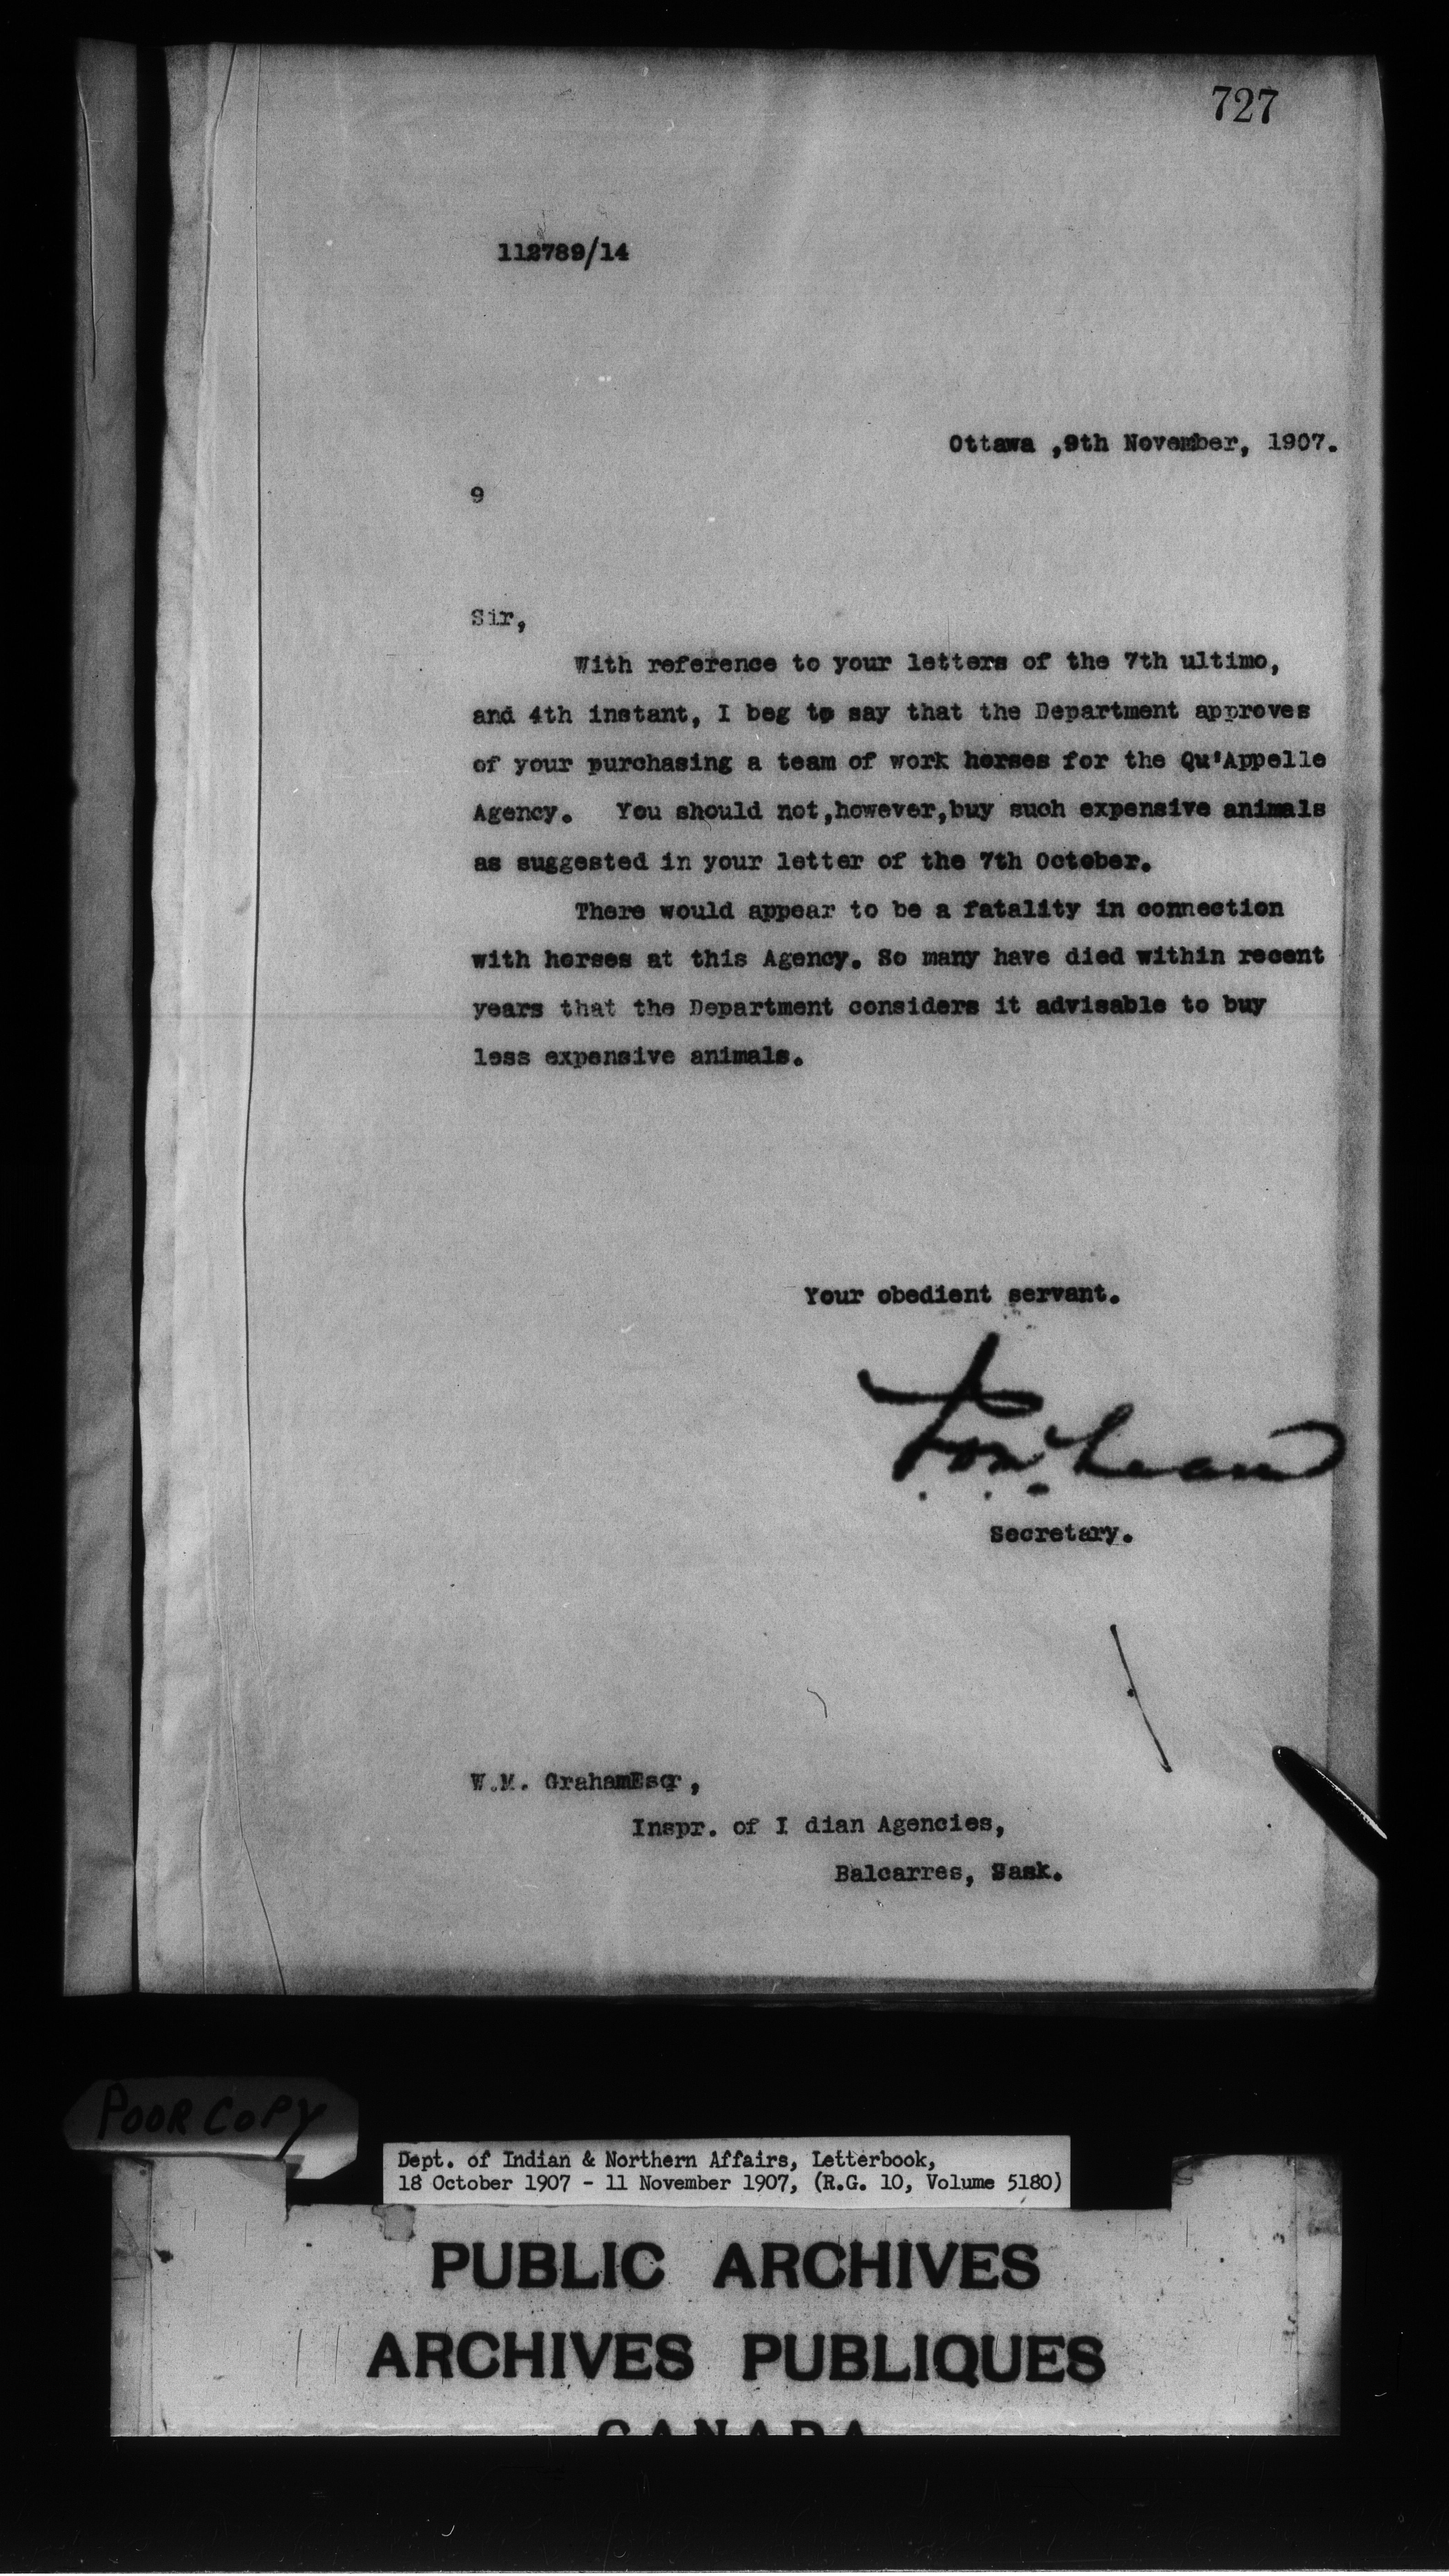 727
112789/14
Ottawa ,9th November, 1907.
9
Sir,
With reference to your letters of the 7th ultimo,
and 4th instant, I beg to say that the Department approves
of your purchasing a team of work horses for the Qu'Appelle
Agency. You should not,however,buy such expensive animals
as suggested in your letter of the 7th October.
There would appear to be a fatality in connection
with horses at this Agency. So many have died within recent
years that the Department considers it advisable to buy
less expensive animals.
Your obedient servant.
Secretary.
W.M. GrahamEsqr,
Inspr. of I dian Agencies,
Balcarres, Sask.
POOR COPY
Dept. of Indian & Northern Affairs, Letterbook,
18 October 1907 - 11 November 1907, (R.G. 10, Volume 5180)
PUBLIC ARCHIVES
ARCHIVES PUBLIQUES
CANADA